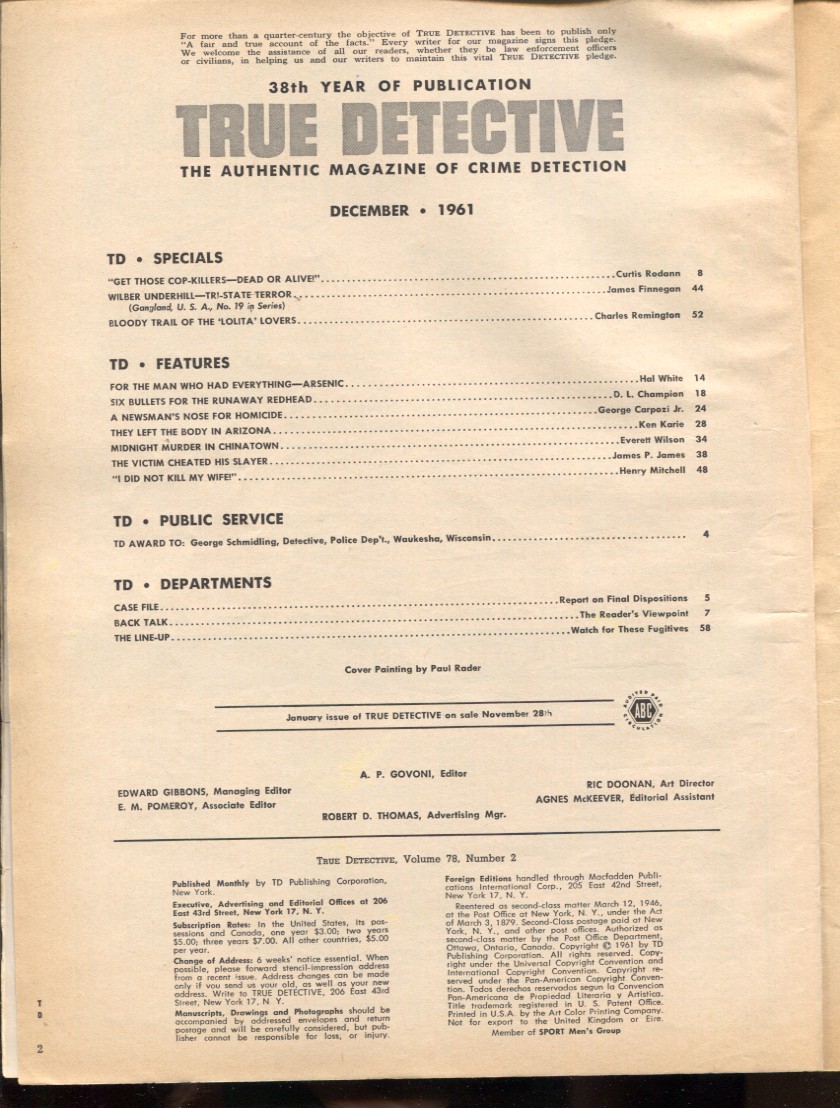 For more than a quarter-century the objective of TRUE DETECTIVE has been to publish only
"A fair and true account of the facts." Every writer for our magazine signs this pledge.
We welcome the assistance of all our readers, whether they be law enforcement officers
or civilians, in helping us and our writers to maintain this vital TRUE DETECTIVE pledge.
38th YEAR OF PUBLICATION
TRUE DETECTIVE
THE AUTHENTIC MAGAZINE OF CRIME DETECTION
DECEMBER • 1961
TD • SPECIALS
"GET THOSE COP-KILLERS—DEAD OR ALIVE!" Curtis Rodann 8
WILBER UNDERHILL—TRI-STATE TERROR James Finnegan 44
(Gangland, U. S. A., No. 19 in Series)
BLOODY TRAIL OF THE 'LOLITA' LOVERS Charles Remington 52
TD • FEATURES
FOR THE MAN WHO HAD EVERYTHING—ARSENIC Hal White 14
SIX BULLETS FOR THE RUNAWAY REDHEAD D. L. Champion 18
A NEWSMAN'S NOSE FOR HOMICIDE George Carpozi Jr. 24
THEY LEFT THE BODY IN ARIZONA Ken Karie 28
MIDNIGHT MURDER IN CHINATOWN Everett Wilson 34
THE VICTIM CHEATED HIS SLAYER James P. James 38
"I DID NOT KILL MY WIFE!" Henry Mitchell 48
TD • PUBLIC SERVICE
TD AWARD TO: George Schmidling, Detective, Police Dep't., Waukesha, Wisconsin 4
TD • DEPARTMENTS
CASE FILE Report on Final Dispositions 5
BACK TALK The Reader's Viewpoint 7
THE LINE-UP Watch for These Fugitives 58
Cover Painting by Paul Rader
January issue of TRUE DETECTIVE on sale November 28th
AUDITED PAID
ABC
CIRCULATION
A. P. GOVONI, Editor
EDWARD GIBBONS, Managing Editor
E. M. POMEROY, Associate Editor
RIC DOONAN, Art Director
AGNES McKEEVER, Editorial Assistant
ROBERT D. THOMAS, Advertising Mgr.
TRUE DETECTIVE, Volume 78, Number 2
Published Monthly by TD Publishing Corporation,
New York.
Executive, Advertising and Editorial Offices at 206
East 43rd Street, New York 17, N. Y.
Subscription Rates: In the United States, its pos-
sessions and Canada, one year $3.00; two years
$5.00; three years $7.00. All other countries, $5.00
per year.
Change of Address: 6 weeks' notice essential. When
possible, please forward stencil-impression address
from a recent issue. Address changes can be made
only if you send us your old, as well as your new
address. Write to TRUE DETECTIVE, 206 East 43rd
Street, New York 17, N. Y.
Manuscripts, Drawings and Photographs should be
accompanied by addressed envelopes and return
postage and will be carefully considered, but pub-
lisher cannot be responsible for loss, or injury.
Foreign Editions handled through Macfadden Publi-
cations International Corp., 205 East 42nd Street,
New York 17, N. Y.
Reentered as second-class matter March 12, 1946,
at the Post Office at New York, N. Y., under the Act
of March 3, 1879. Second-Class postage paid at New
York, N. Y., and other post offices. Authorized as
second-class matter by the Post Office Department,
Ottawa, Ontario, Canada. Copyright © 1961 by TD
Publishing Corporation. All rights reserved. Copy-
right under the Universal Copyright Convention and
International Copyright Convention. Copyright re-
served under the Pan-American Copyright Conven-
tion. Todos derechos reservados segun la Convencion
Pan-Americana de Propiedad Literaria y Artistica.
Title trademark registered in U. S. Patent Office.
Printed in U.S.A. by the Art Color Printing Company.
Not for export to the United Kingdom or Eire.
Member of SPORT Men's Group
T
D
2